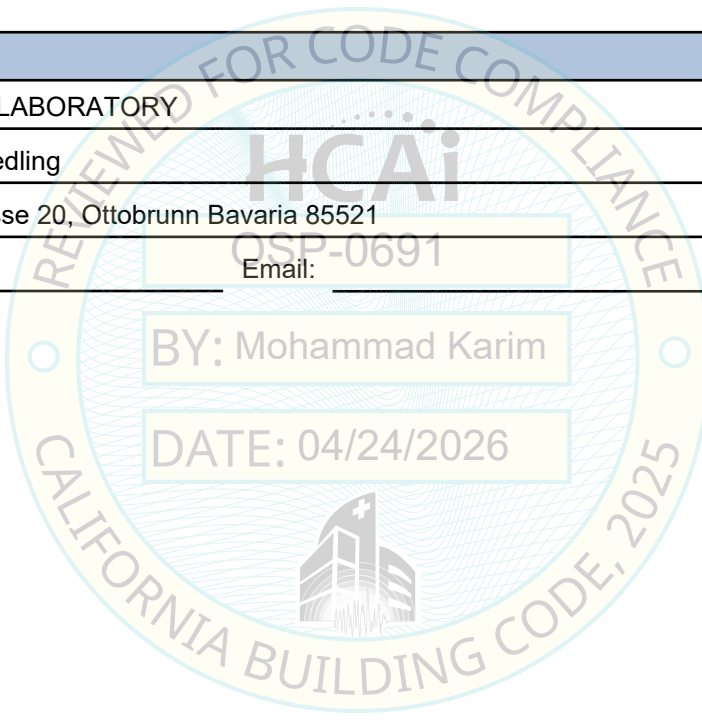 REVIEWED FOR CODE COMPLIANCE
LABORATORY
HCAi
edling
sse 20, Ottobrunn Bavaria 85521
OSP-0691
Email:
BY: Mohammad Karim
DATE: 04/24/2026
CALIFORNIA BUILDING CODE, 2025